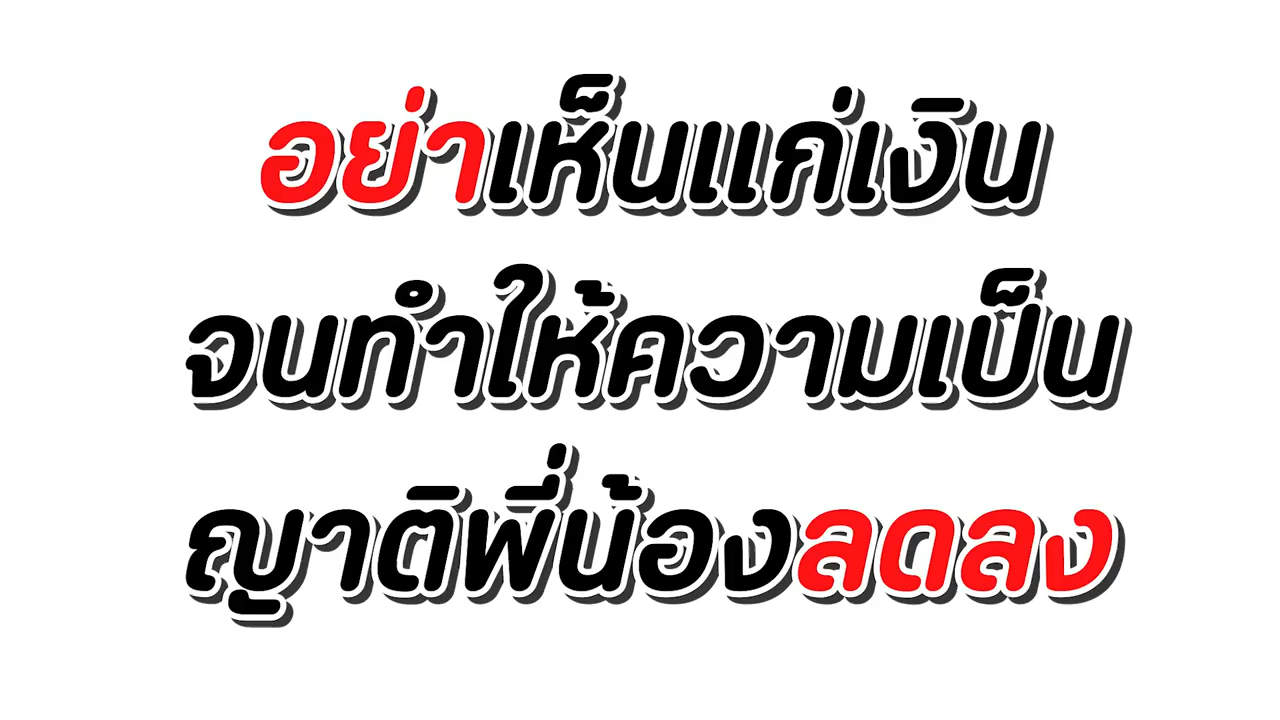 อย่าเห็นแก่เงิน
จนทำให้ความเป็น
ญาติพี่น้องลดลง